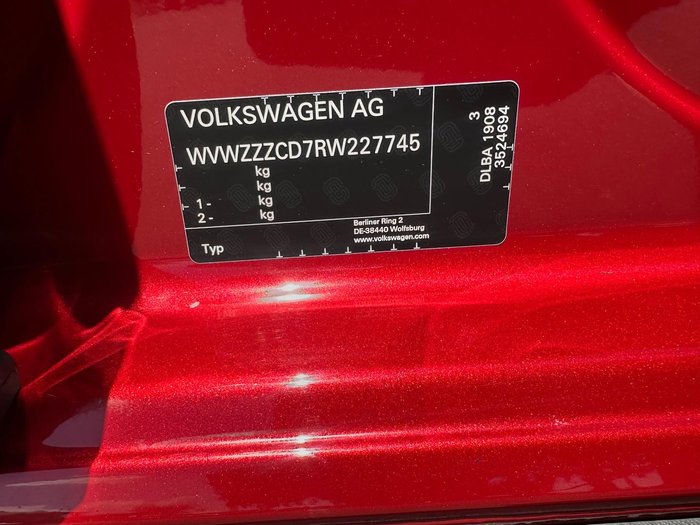 VOLKSWAGEN AG
WVWZZZCD7RW227745
kg
kg
1 - kg
2 - kg
Berliner Ring 2
DE-38440 Wolfsburg
www.volkswagen.com
Typ
3
DLBA 1908
3524694